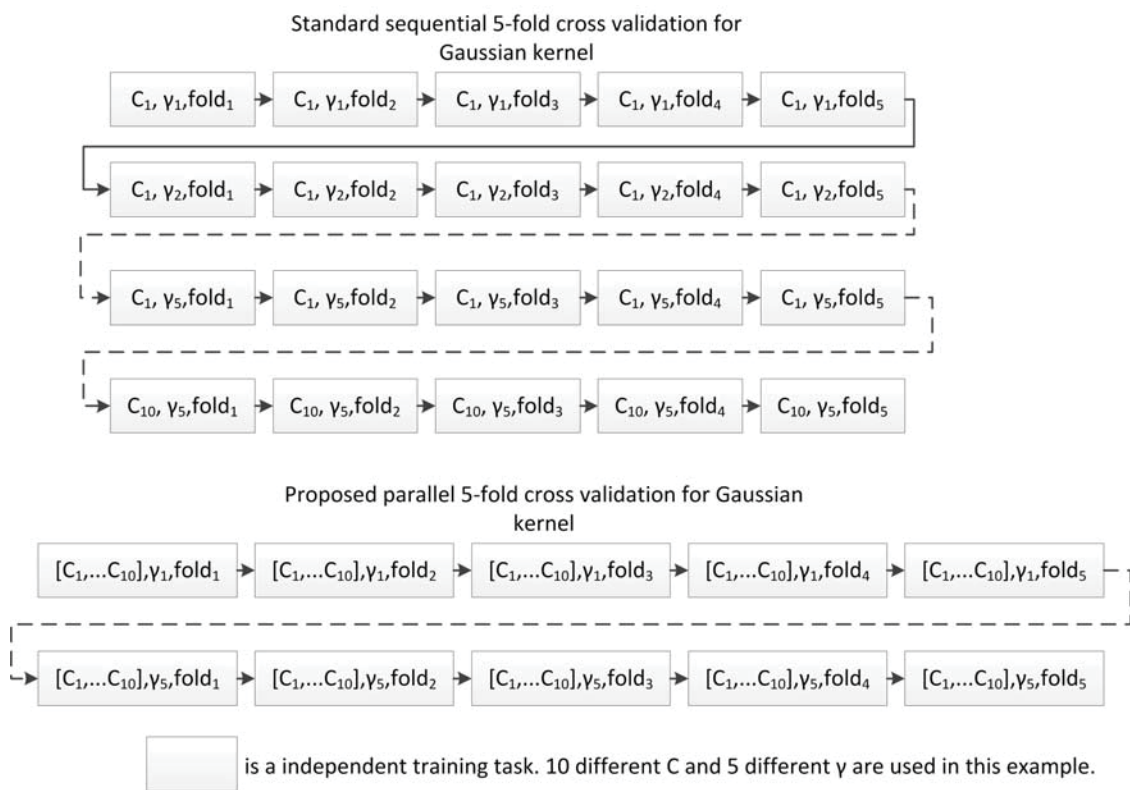 Standard sequential 5-fold cross validation for
Gaussian kernel
C₁, γ₁,fold₁ C₁, γ₁,fold₂ C₁, γ₁,fold₃ C₁, γ₁,fold₄ C₁, γ₁,fold₅
C₁, γ₂,fold₁ C₁, γ₂,fold₂ C₁, γ₂,fold₃ C₁, γ₂,fold₄ C₁, γ₂,fold₅
C₁, γ₅,fold₁ C₁, γ₅,fold₂ C₁, γ₅,fold₃ C₁, γ₅,fold₄ C₁, γ₅,fold₅
C₁₀, γ₅,fold₁ C₁₀, γ₅,fold₂ C₁₀, γ₅,fold₃ C₁₀, γ₅,fold₄ C₁₀, γ₅,fold₅
Proposed parallel 5-fold cross validation for Gaussian
kernel
[C₁,...C₁₀],γ₁,fold₁ [C₁,...C₁₀],γ₁,fold₂ [C₁,...C₁₀],γ₁,fold₃ [C₁,...C₁₀],γ₁,fold₄ [C₁,...C₁₀],γ₁,fold₅
[C₁,...C₁₀],γ₅,fold₁ [C₁,...C₁₀],γ₅,fold₂ [C₁,...C₁₀],γ₅,fold₃ [C₁,...C₁₀],γ₅,fold₄ [C₁,...C₁₀],γ₅,fold₅
is a independent training task. 10 different C and 5 different γ are used in this example.